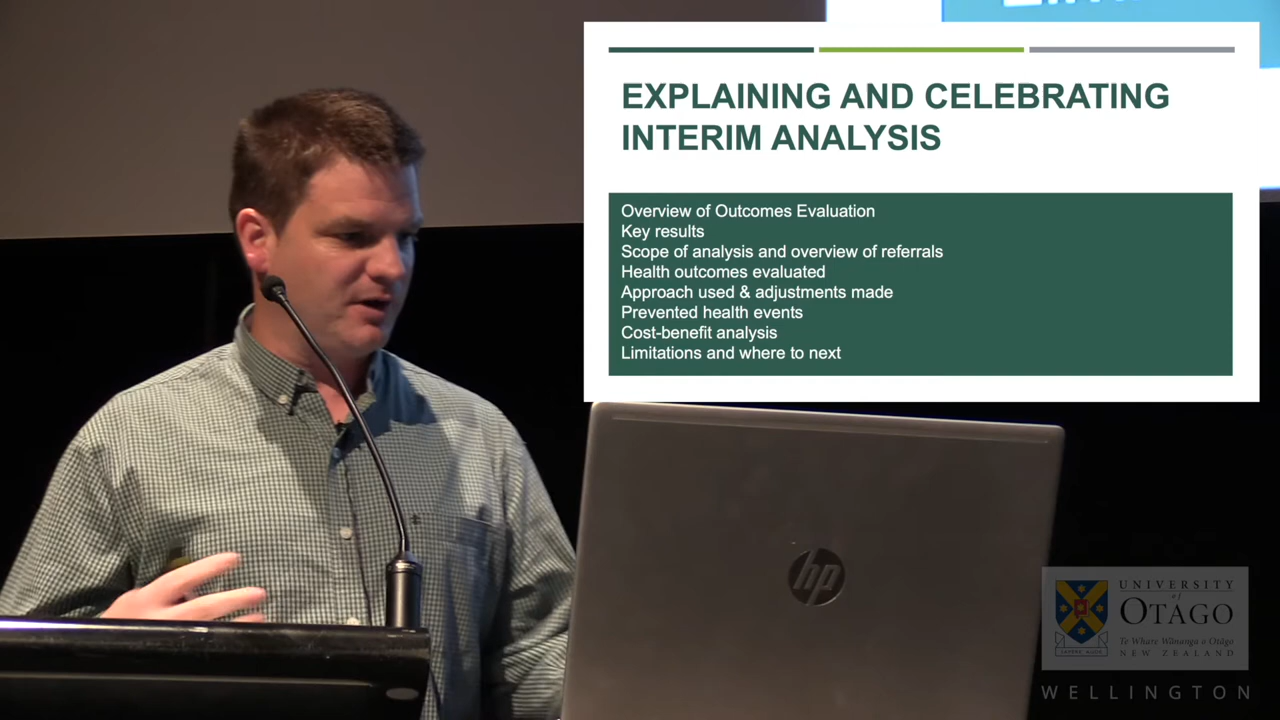 EXPLAINING AND CELEBRATING
INTERIM ANALYSIS
Overview of Outcomes Evaluation
Key results
Scope of analysis and overview of referrals
Health outcomes evaluated
Approach used & adjustments made
Prevented health events
Cost-benefit analysis
Limitations and where to next
hp
UNIVERSITY
of
OTAGO
Te Whare Wānanga o Otāgo
NEW ZEALAND
WELLINGTON